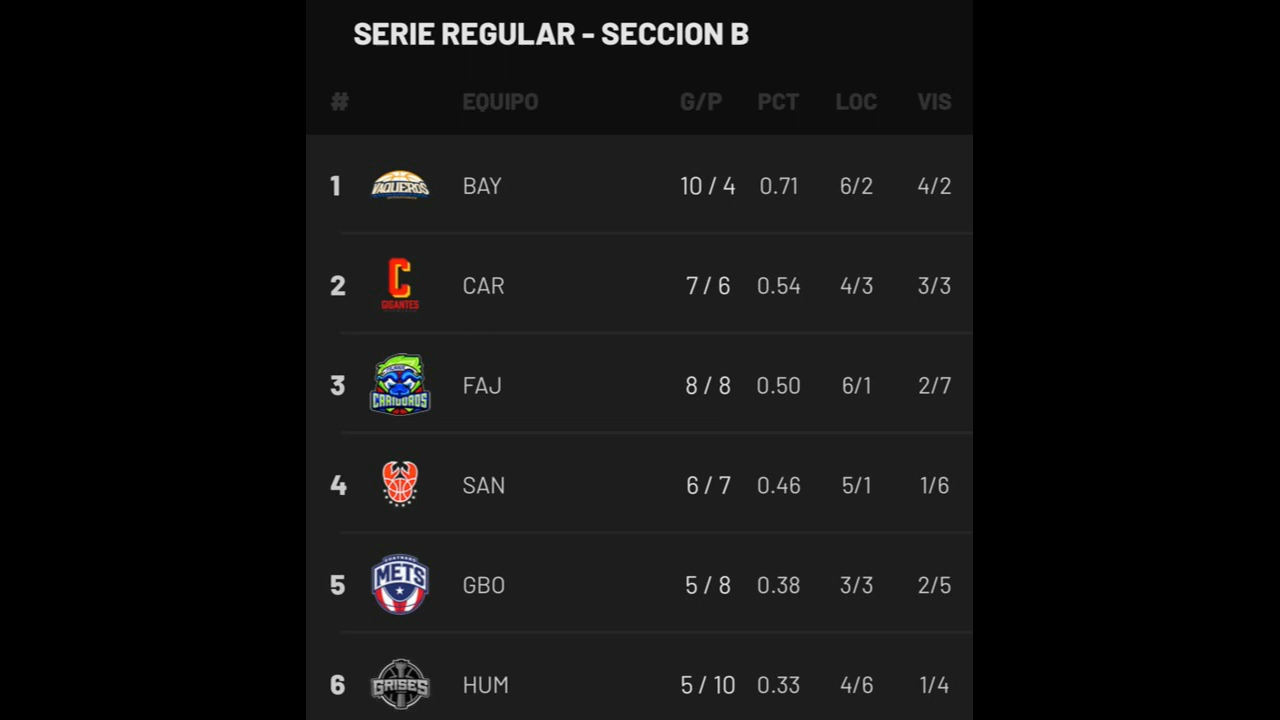 SERIE REGULAR - SECCION B
# EQUIPO G/P PCT LOC VIS
1 VAQUEROS BAY 10 / 4 0.71 6/2 4/2
2 C GIGANTES CAR 7 / 6 0.54 4/3 3/3
3 CARIDUROS FAJ 8 / 8 0.50 6/1 2/7
4 SAN 6 / 7 0.46 5/1 1/6
5 METS GBO 5 / 8 0.38 3/3 2/5
6 GRISES HUM 5 / 10 0.33 4/6 1/4